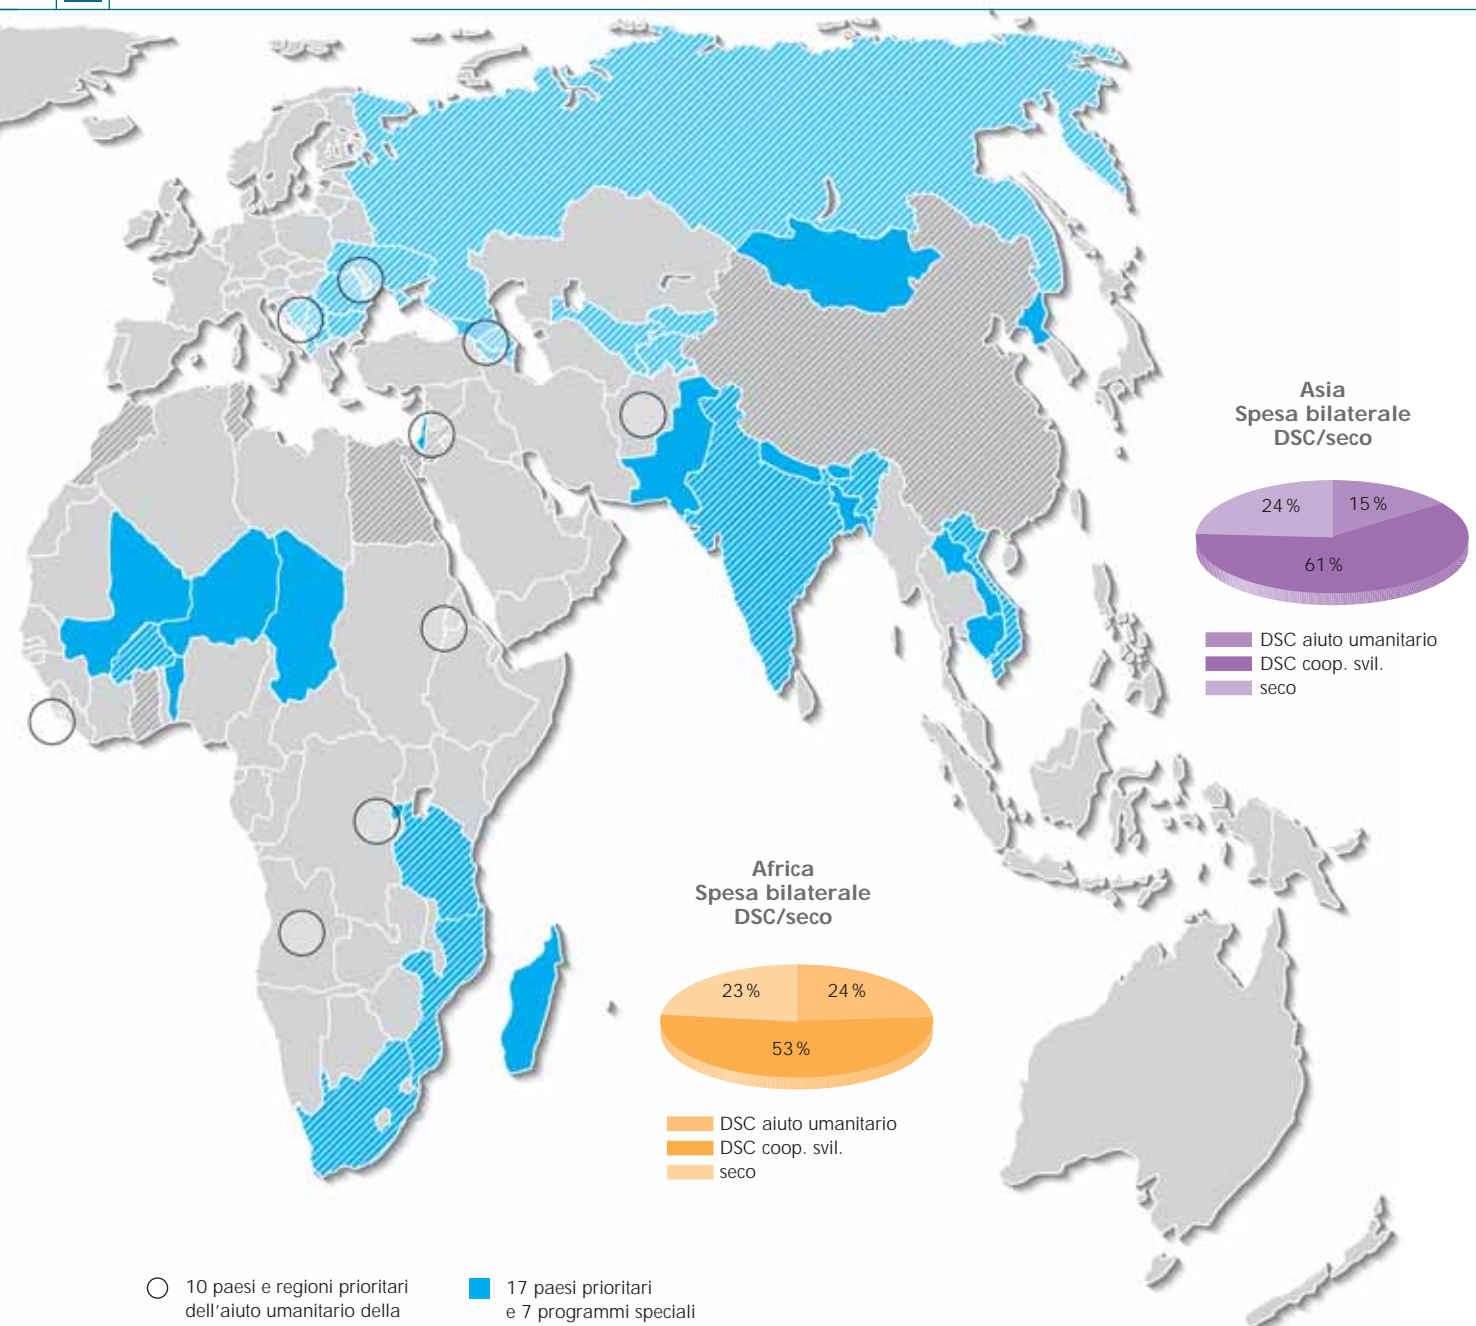 Asia
Spesa bilaterale
DSC/seco
24%
15%
61%
DSC aiuto umanitario
DSC coop. svil.
seco
Africa
Spesa bilaterale
DSC/seco
23%
24%
53%
DSC aiuto umanitario
DSC coop. svil.
seco
10 paesi e regioni prioritari
dell'aiuto umanitario della
17 paesi prioritari
e 7 programmi speciali